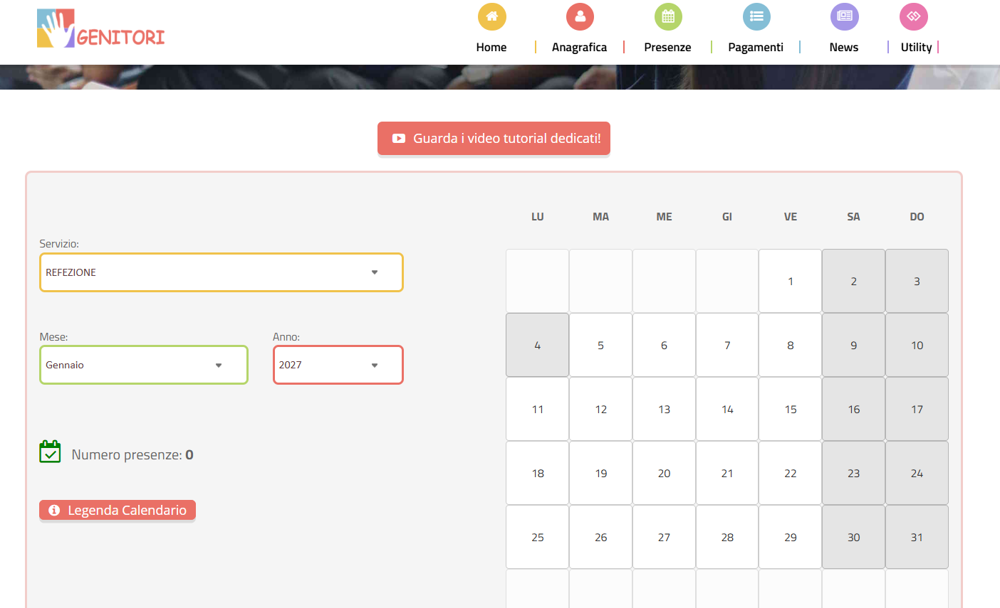 GENITORI
Home
Anagrafica
Presenze
Pagamenti
News
Utility
Guarda i video tutorial dedicati!
Servizio:
REFEZIONE
Mese:
Anno:
Gennaio
2027
Numero presenze: 0
Legenda Calendario
LU MA ME GI VE SA DO
1 2 3
4 5 6 7 8 9 10
11 12 13 14 15 16 17
18 19 20 21 22 23 24
25 26 27 28 29 30 31